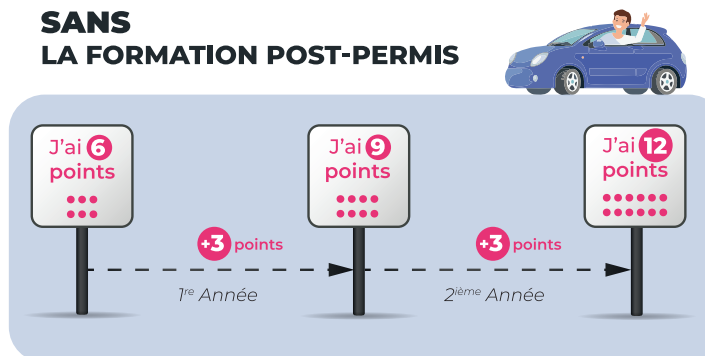 SANS
LA FORMATION POST-PERMIS
J'ai 6
points
J'ai 9
points
J'ai 12
points
+3 points
+3 points
1re Année
2ième Année